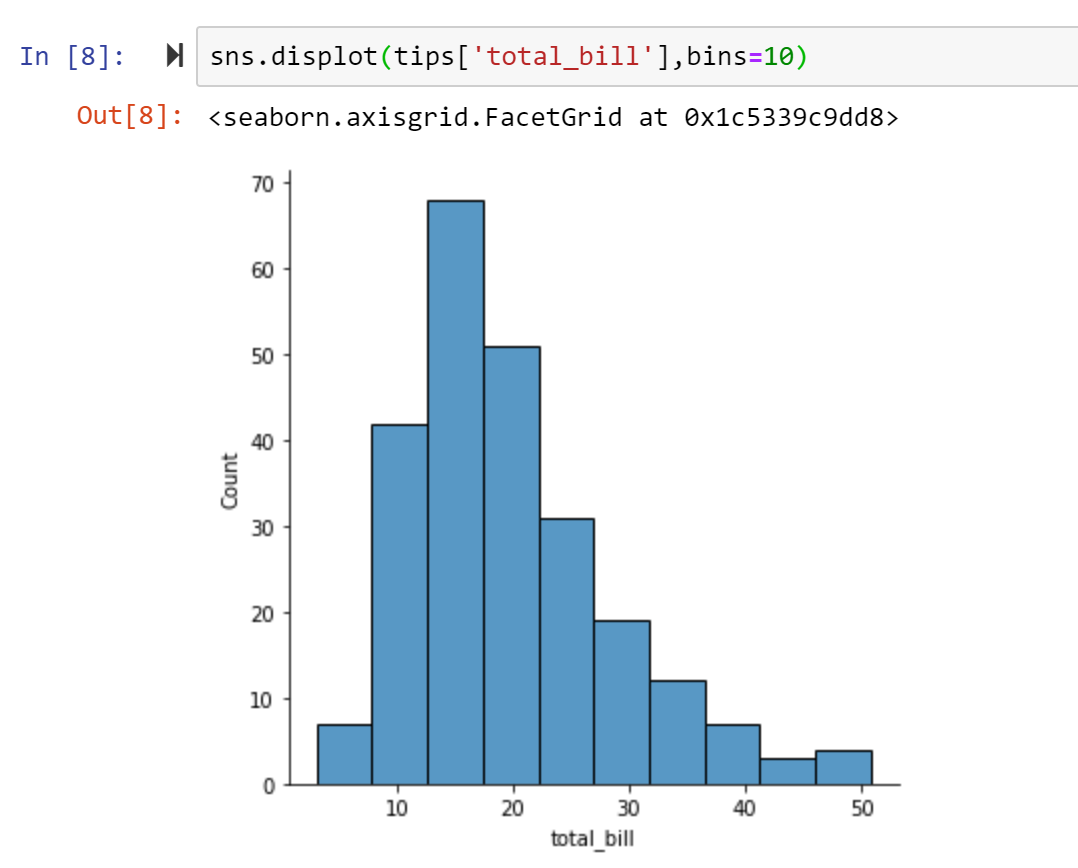 In [8]: sns.displot(tips['total_bill'],bins=10)
Out[8]: <seaborn.axisgrid.FacetGrid at 0x1c5339c9dd8>
70
60
50
40
30
20
10
0
Count
10 20 30 40 50
total_bill